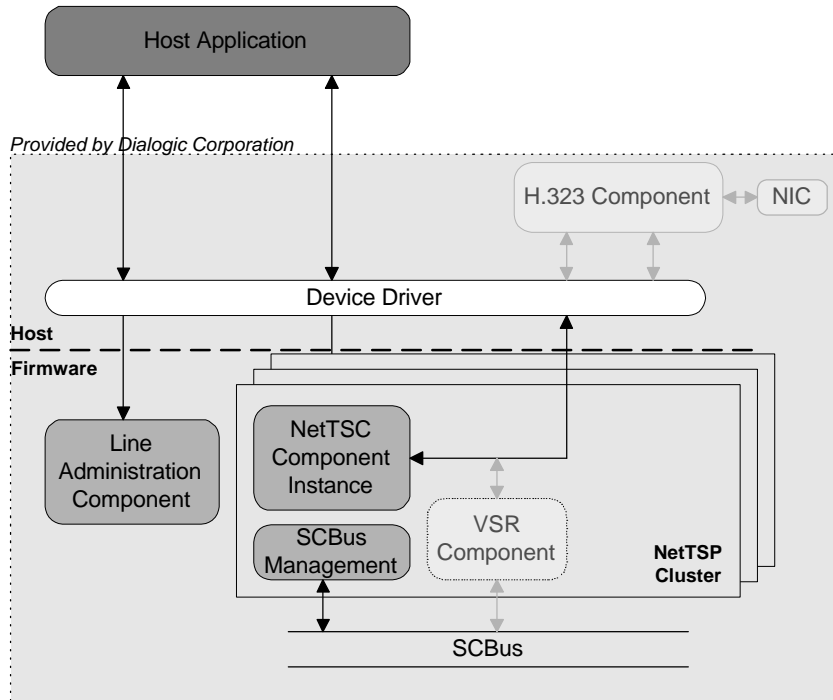 Host Application
Provided by Dialogic Corporation
H.323 Component
NIC
Device Driver
Host
Firmware
Line
Administration
Component
NetTSC
Component
Instance
SCBus
Management
VSR
Component
NetTSP
Cluster
SCBus